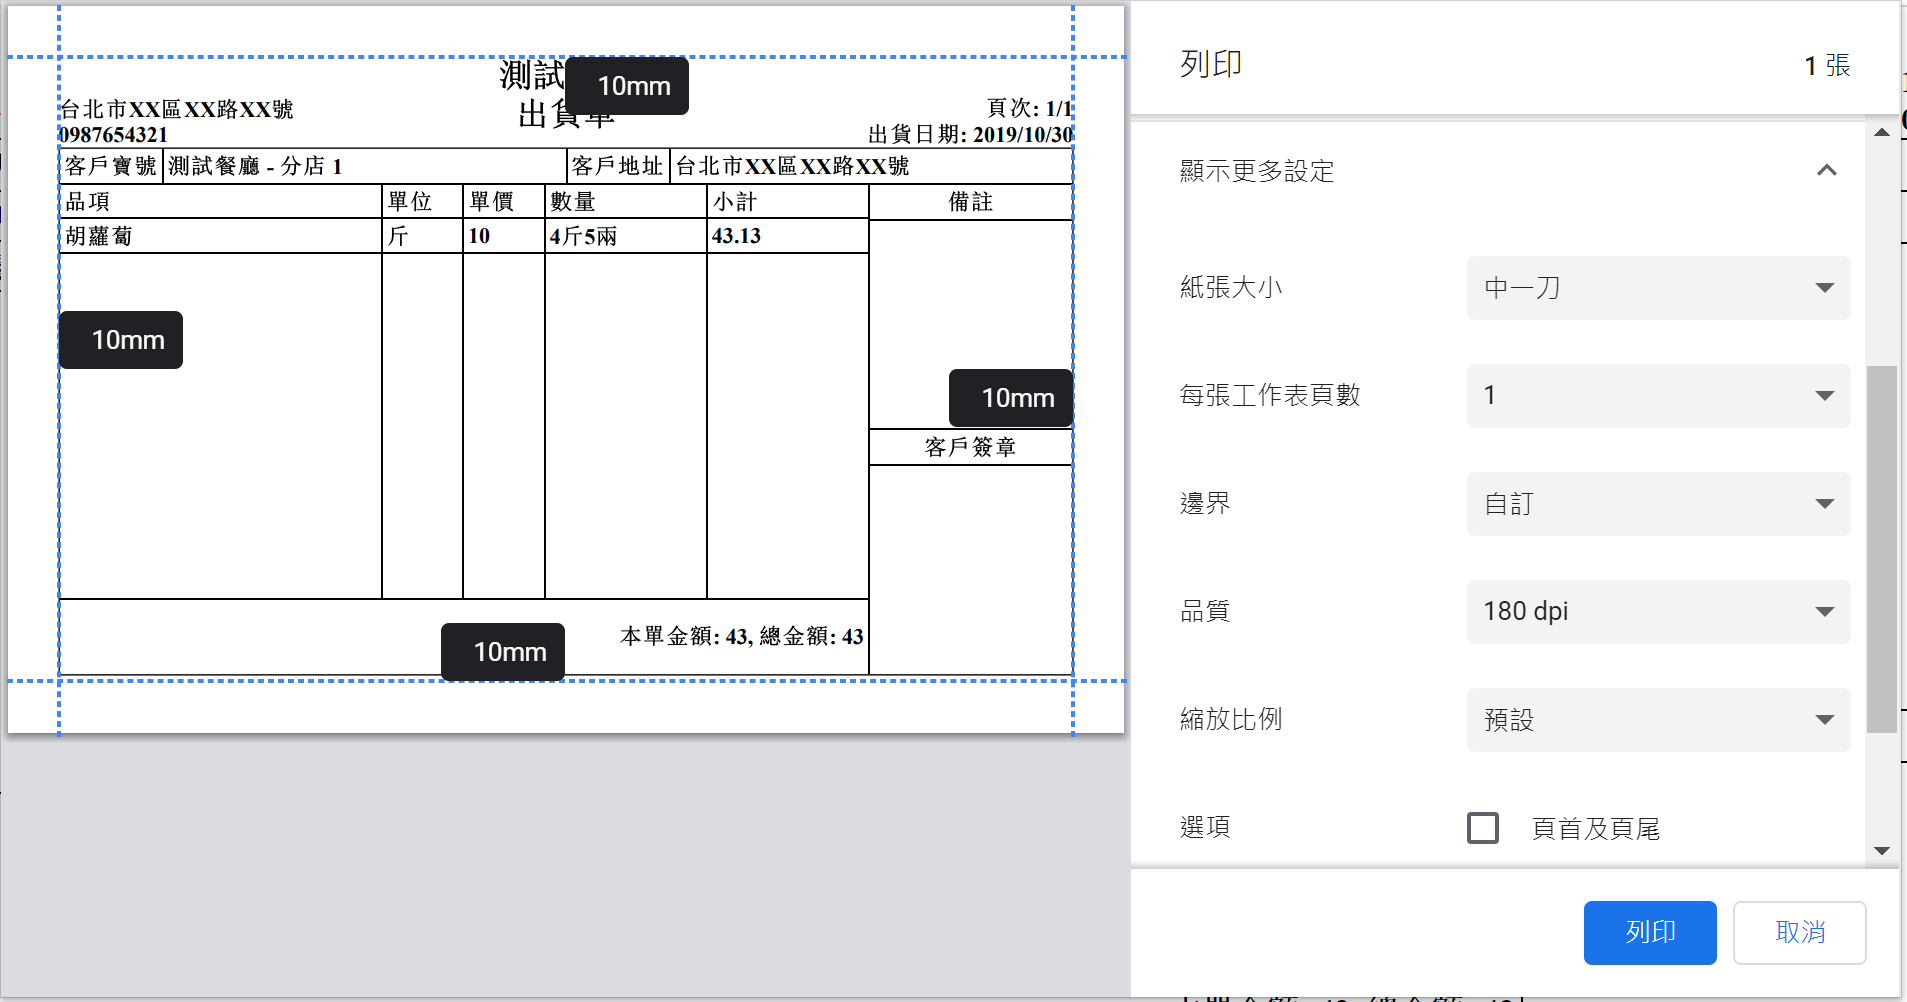 測試
10mm
出貨單
台北市XX區XX路XX號
頁次: 1/1
0987654321
出貨日期: 2019/10/30
客戶寶號 測試餐廳 - 分店 1 客戶地址 台北市XX區XX路XX號
品項 單位 單價 數量 小計 備註
胡蘿蔔 斤 10 4斤5兩 43.13
10mm
10mm
客戶簽章
本單金額: 43, 總金額: 43
10mm
列印 1 張
顯示更多設定
紙張大小 中一刀
每張工作表頁數 1
邊界 自訂
品質 180 dpi
縮放比例 預設
選項 頁首及頁尾
列印 取消